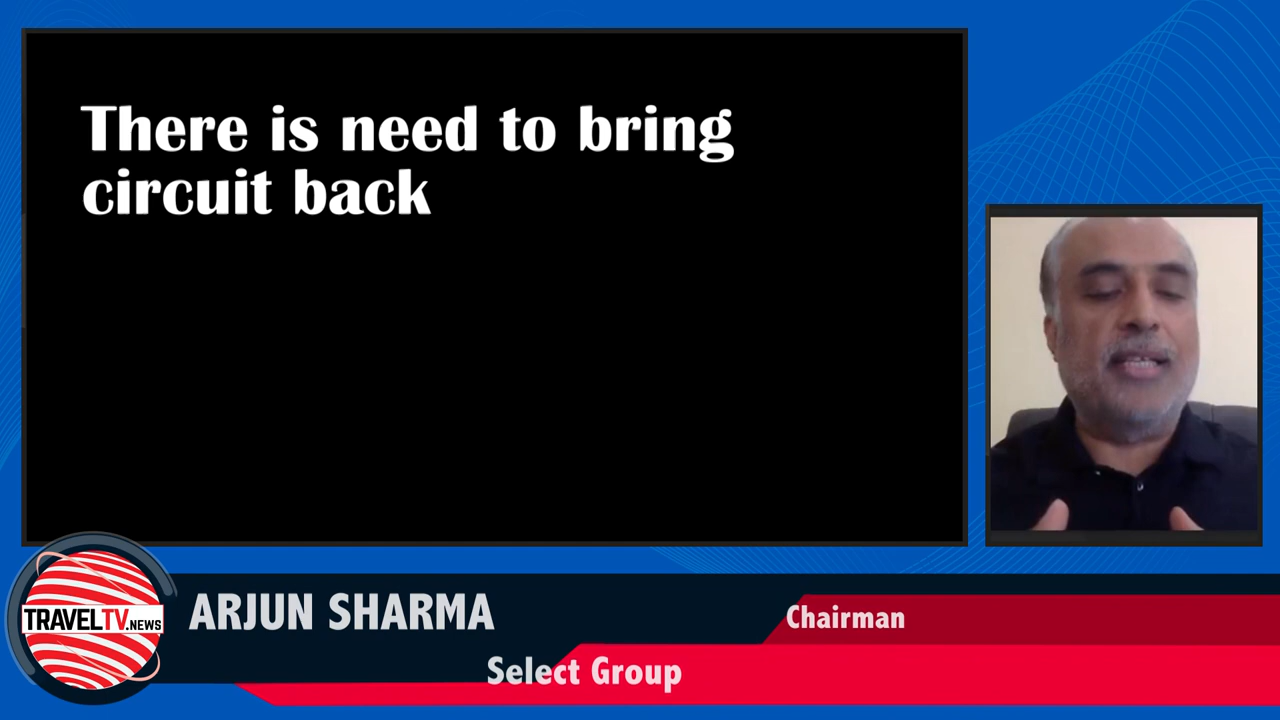 There is need to bring
circuit back
TRAVELTV.NEWS
ARJUN SHARMA
Chairman
Select Group